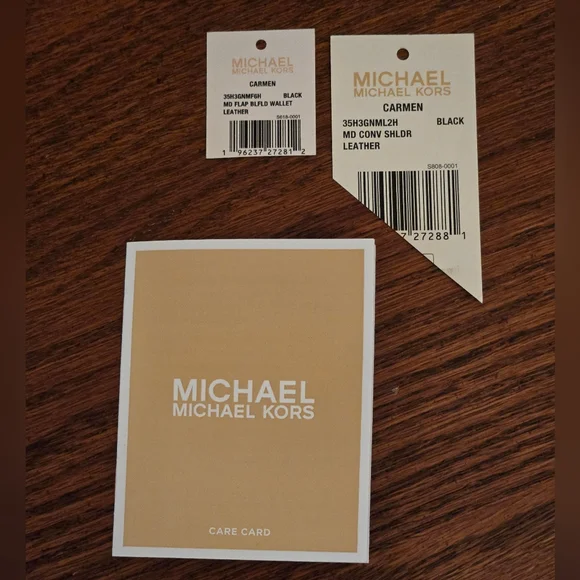 MICHAEL
MICHAEL KORS
CARMEN
35H3GNMF6H BLACK
MD FLAP BLFLD WALLET
LEATHER
S818-0001
1 96237 27281 2
MICHAEL
MICHAEL KORS
CARMEN
35H3GNML2H BLACK
MD CONV SHLDR
LEATHER
S808-0001
7 27288 1
MICHAEL
MICHAEL KORS
CARE CARD